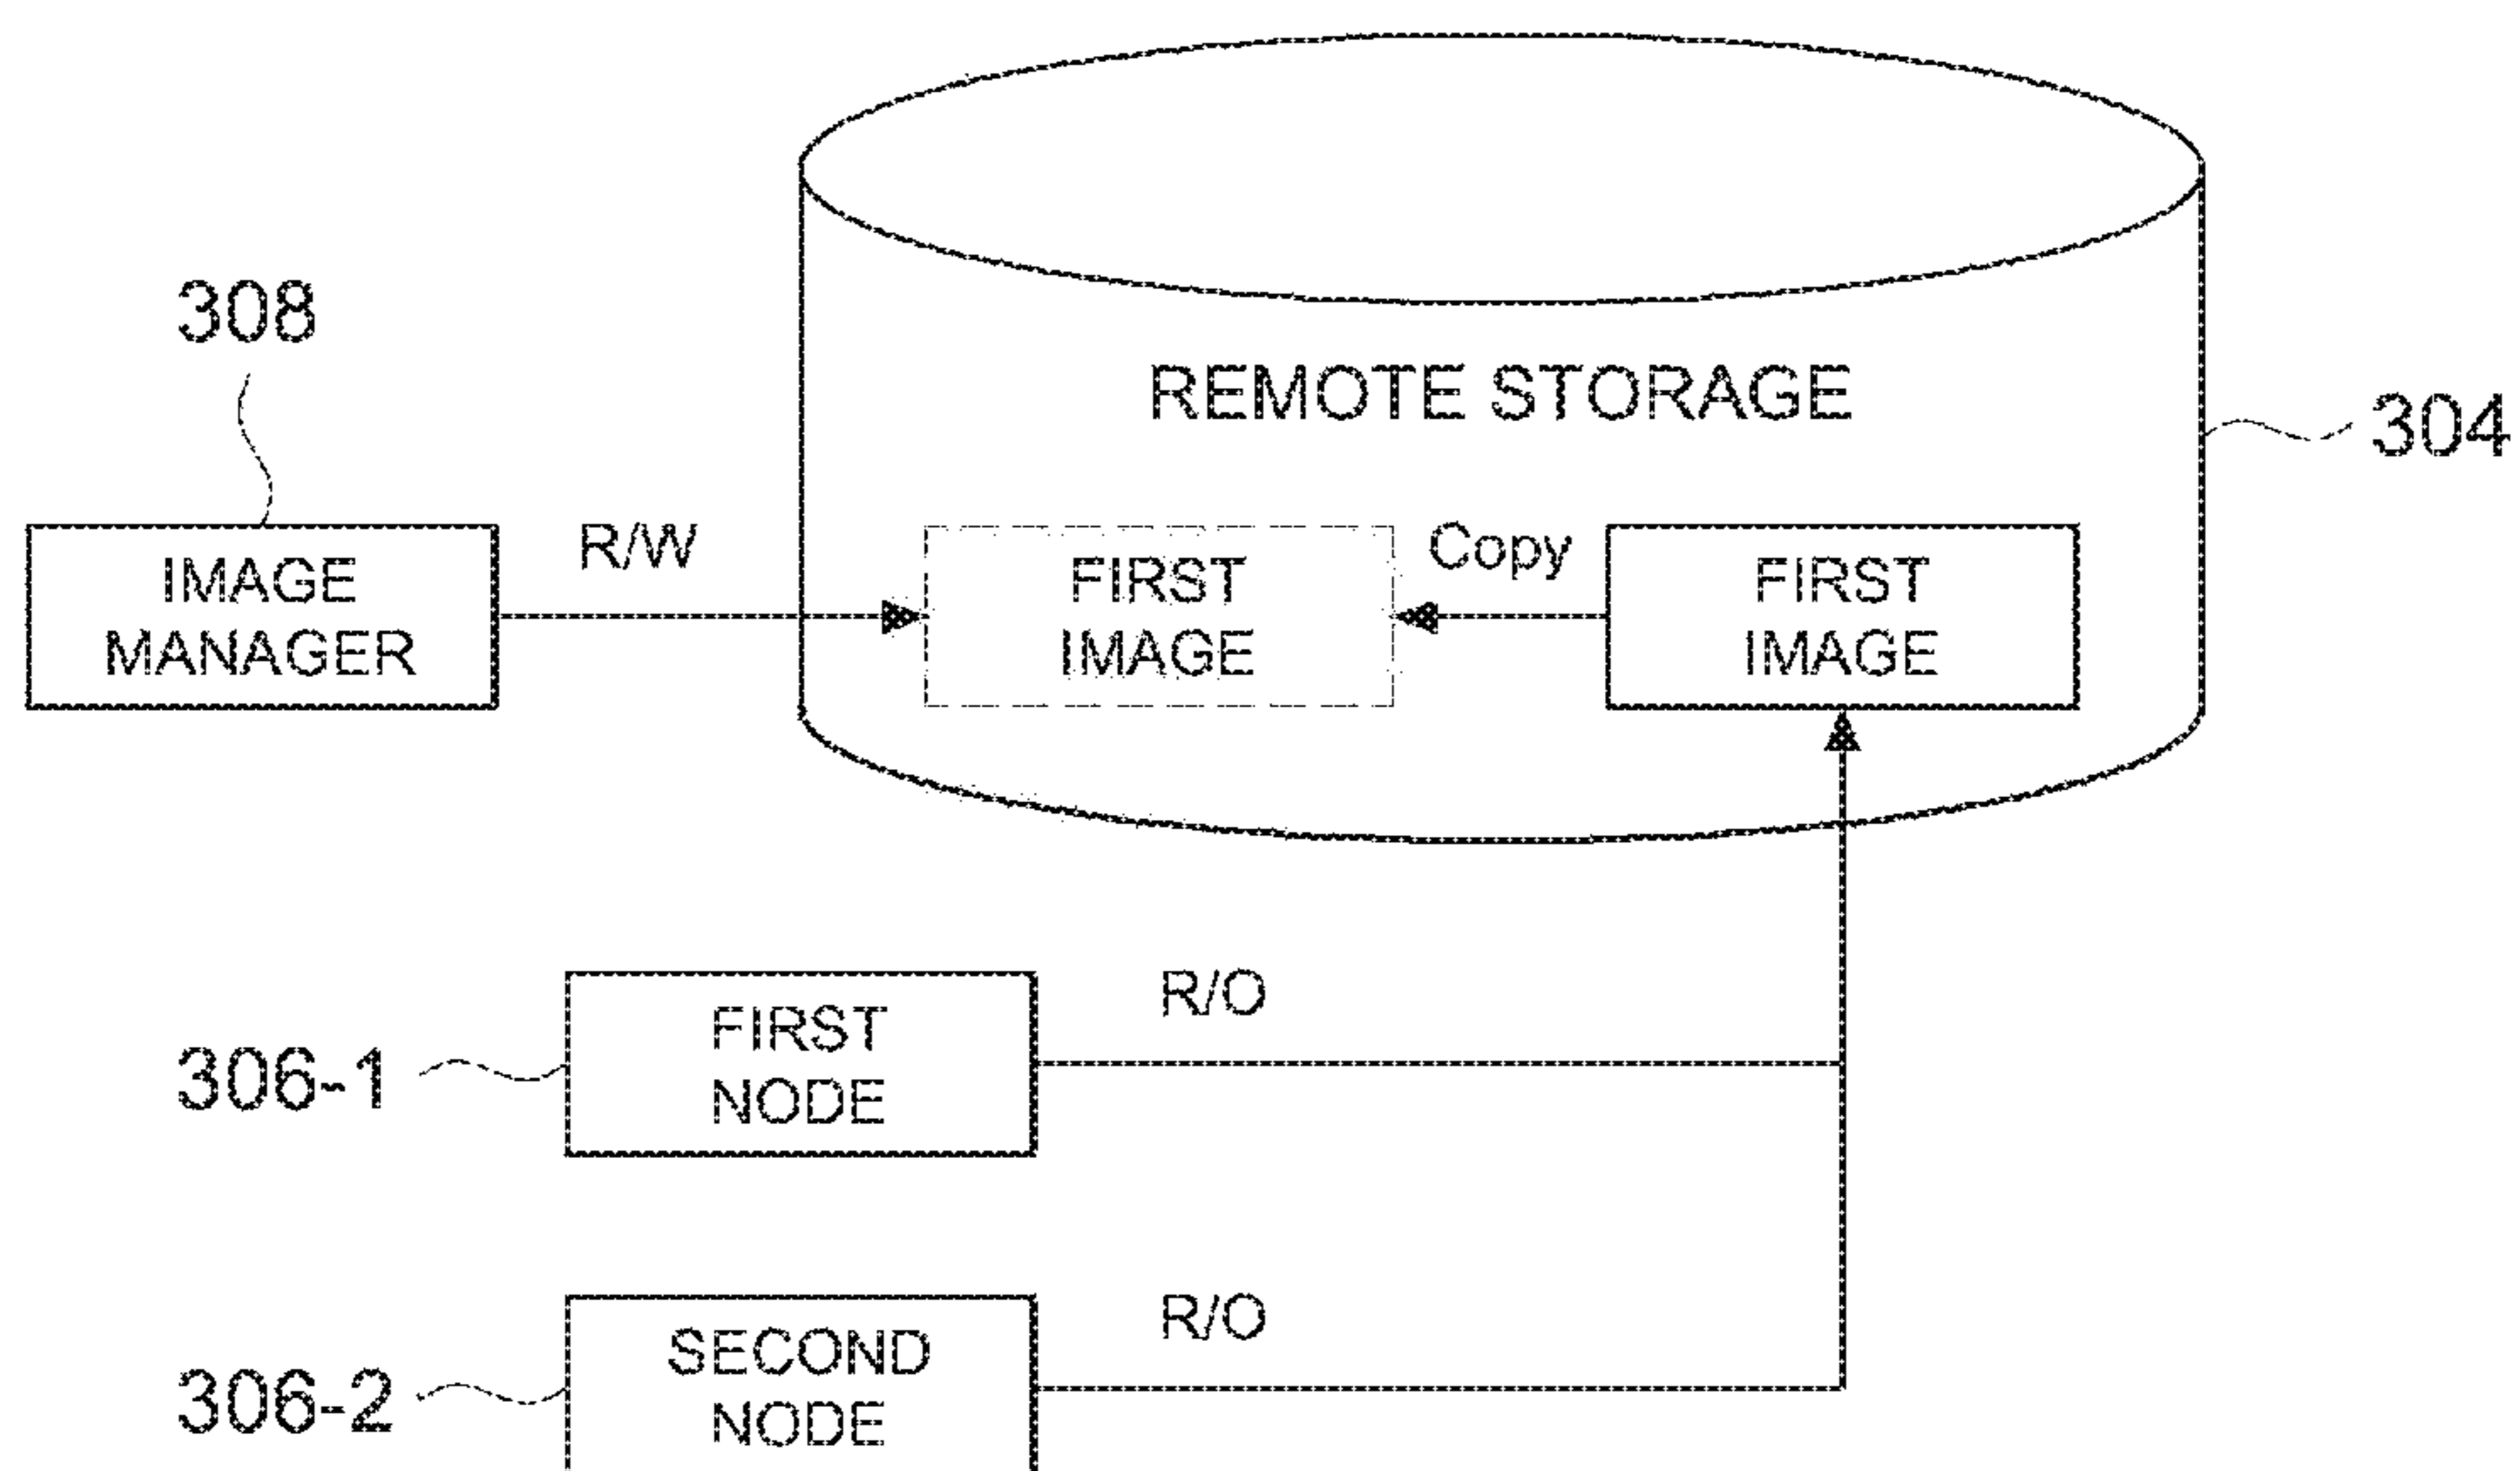 308
REMOTE STORAGE
304
IMAGE
MANAGER
R/W
FIRST
IMAGE
Copy
FIRST
IMAGE
306-1
FIRST
NODE
R/O
306-2
SECOND
NODE
R/O